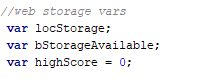 //web storage vars
var locStorage;
var bStorageAvailable;
var highScore = 0;